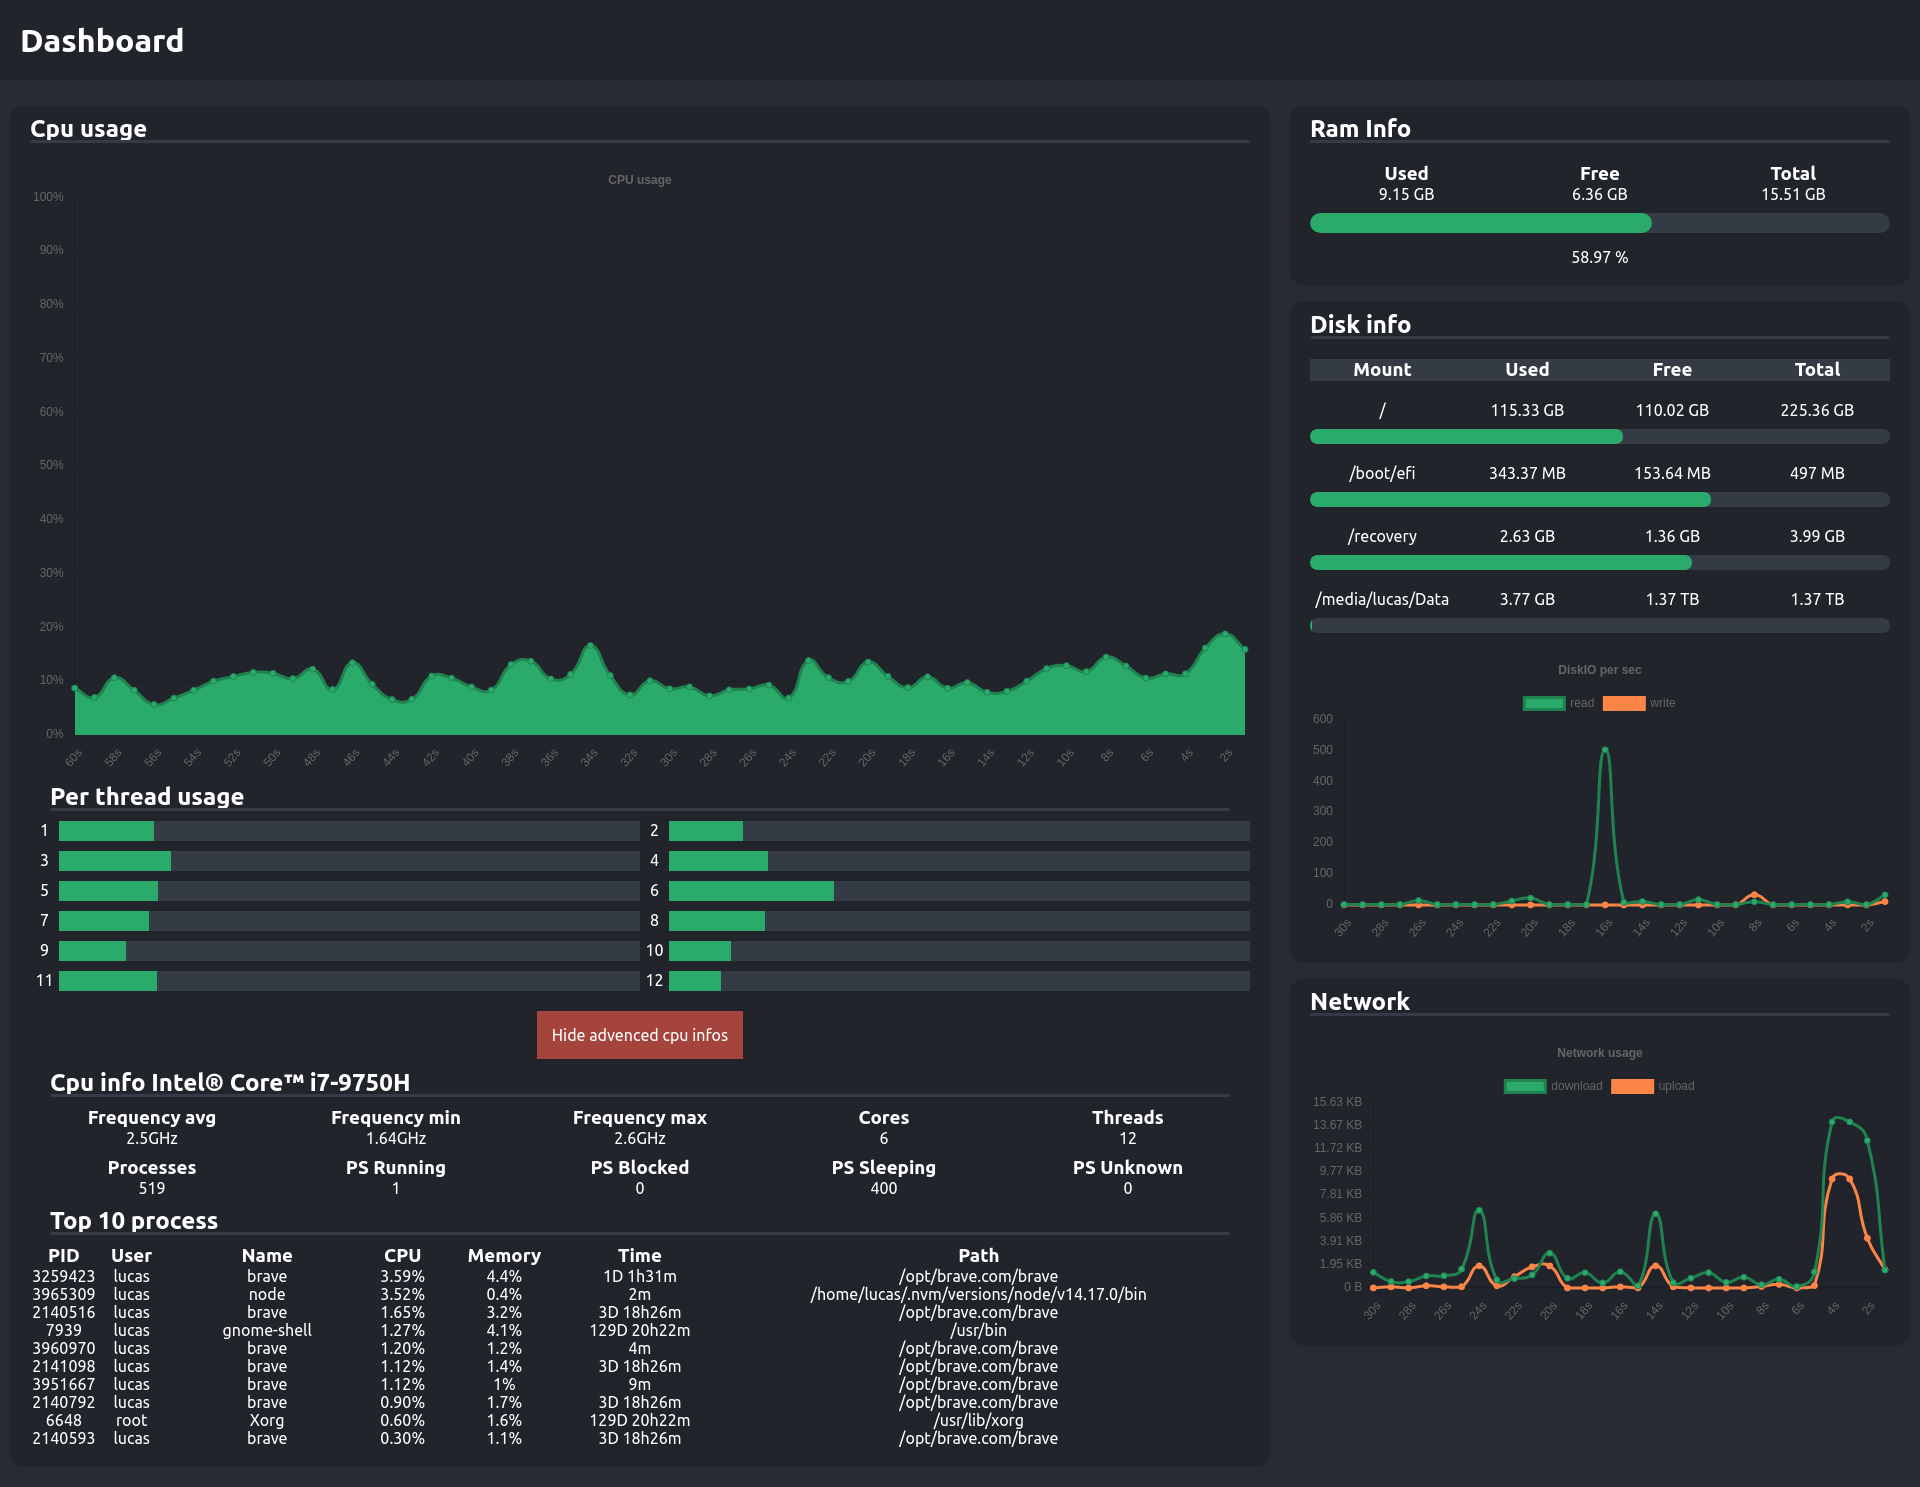 Dashboard
Cpu usage
CPU usage
100%
90%
80%
70%
60%
50%
40%
30%
20%
10%
0%
60s 58s 56s 54s 52s 50s 48s 46s 44s 42s 40s 38s 36s 34s 32s 30s 28s 26s 24s 22s 20s 18s 16s 14s 12s 10s 8s 6s 4s 2s
Per thread usage
1 2
3 4
5 6
7 8
9 10
11 12
Hide advenced cpu infos
Cpu info Intel® Core™ i7-9750H
Frequency avg Frequency min Frequency max Cores Threads
2.5GHz 1.64GHz 2.6GHz 6 12
Processes PS Running PS Blocked PS Sleeping PS Unknown
519 1 0 400 0
Top 10 process
PID User Name CPU Memory Time Path
3259423 lucas brave 3.59% 4.4% 1D 1h31m /opt/brave.com/brave
3965309 lucas node 3.52% 0.4% 2m /home/lucas/.nvm/versions/node/v14.17.0/bin
2140516 lucas brave 1.65% 3.2% 3D 18h26m /opt/brave.com/brave
7939 lucas gnome-shell 1.27% 4.1% 129D 20h22m /usr/bin
3960970 lucas brave 1.20% 1.2% 4m /opt/brave.com/brave
2141098 lucas brave 1.12% 1.4% 3D 18h26m /opt/brave.com/brave
3951667 lucas brave 1.12% 1% 9m /opt/brave.com/brave
2140792 lucas brave 0.90% 1.7% 3D 18h26m /opt/brave.com/brave
6648 root Xorg 0.60% 1.6% 129D 20h22m /usr/lib/xorg
2140593 lucas brave 0.30% 1.1% 3D 18h26m /opt/brave.com/brave
Ram Info
Used Free Total
9.15 GB 6.36 GB 15.51 GB
58.97 %
Disk info
Mount Used Free Total
/ 115.33 GB 110.02 GB 225.36 GB
/boot/efi 343.37 MB 153.64 MB 497 MB
/recovery 2.63 GB 1.36 GB 3.99 GB
/media/lucas/Data 3.77 GB 1.37 TB 1.37 TB
DiskIO per sec
read write
600
500
400
300
200
100
0
30s 28s 26s 24s 22s 20s 18s 16s 14s 12s 10s 8s 6s 4s 2s
Network
Network usage
download upload
15.63 KB
13.67 KB
11.72 KB
9.77 KB
7.81 KB
5.86 KB
3.91 KB
1.95 KB
0 B
30s 28s 26s 24s 22s 20s 18s 16s 14s 12s 10s 8s 6s 4s 2s